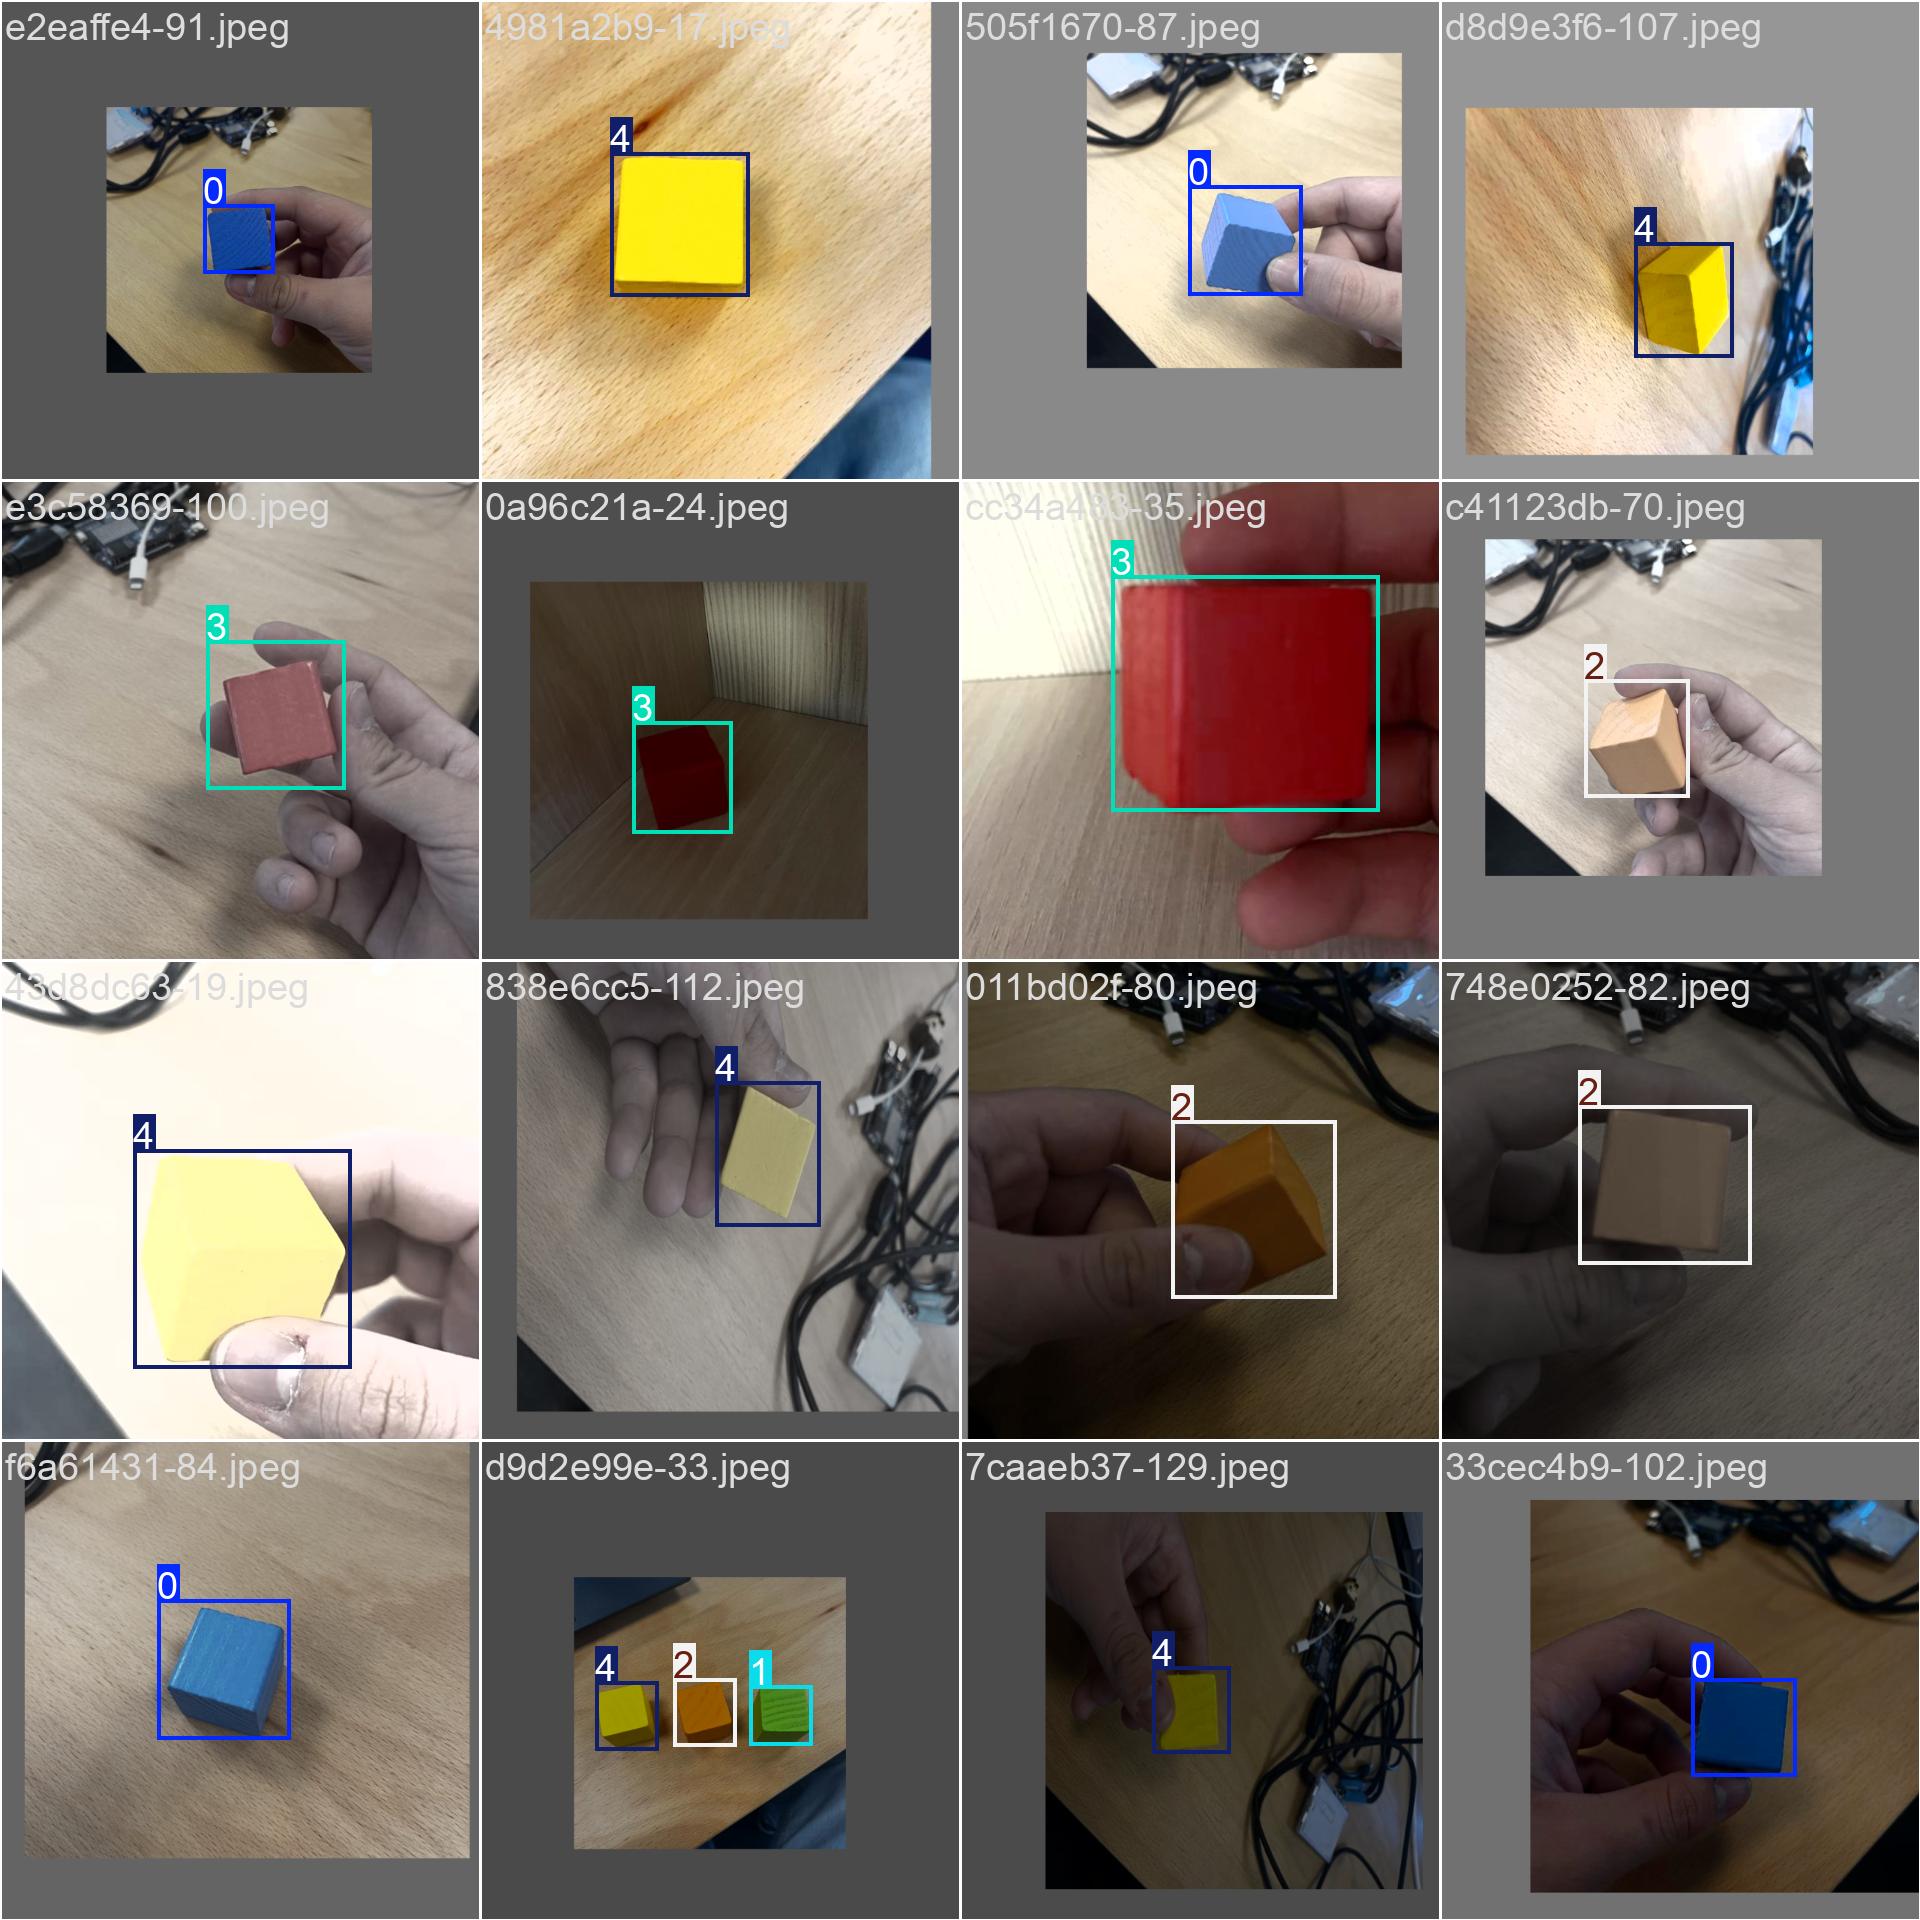 e2eaffe4-91.jpeg
0
4981a2b9-17.jpeg
4
505f1670-87.jpeg
0
d8d9e3f6-107.jpeg
4
e3c58369-100.jpeg
3
0a96c21a-24.jpeg
3
cc34a483-35.jpeg
3
c41123db-70.jpeg
2
43d8dc63-19.jpeg
4
838e6cc5-112.jpeg
4
011bd02f-80.jpeg
2
748e0252-82.jpeg
2
f6a61431-84.jpeg
0
d9d2e99e-33.jpeg
4 2 1
7caaeb37-129.jpeg
4
33cec4b9-102.jpeg
0